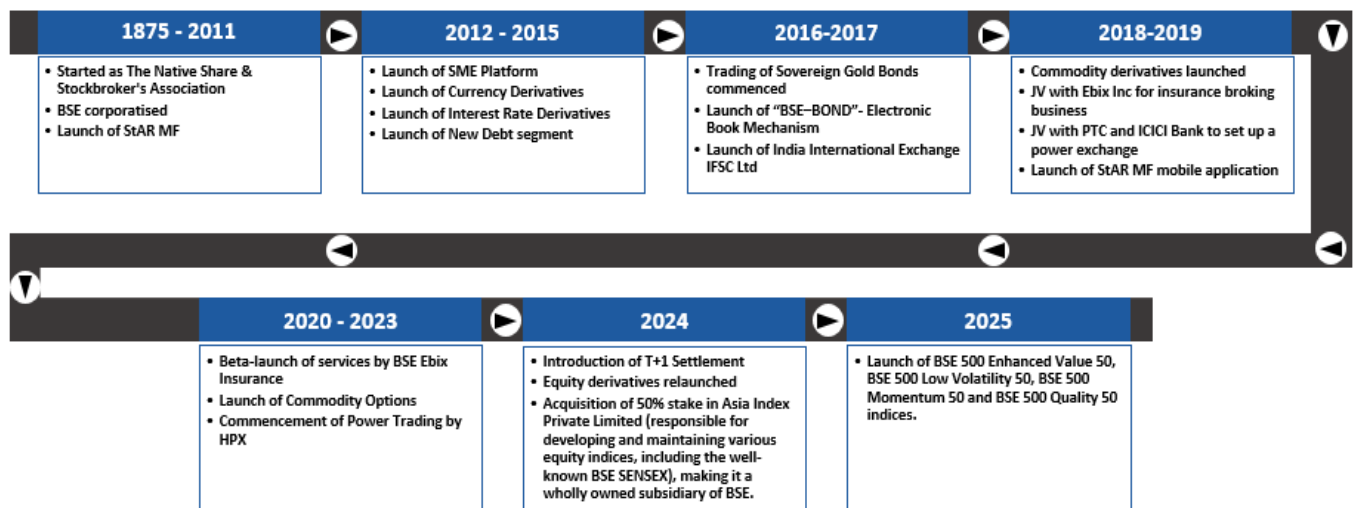 1875 - 2011
• Started as The Native Share &
Stockbroker's Association
• BSE corporatised
• Launch of StAR MF
2012 - 2015
• Launch of SME Platform
• Launch of Currency Derivatives
• Launch of Interest Rate Derivatives
• Launch of New Debt segment
2016-2017
• Trading of Sovereign Gold Bonds
commenced
• Launch of “BSE–BOND”- Electronic
Book Mechanism
• Launch of India International Exchange
IFSC Ltd
2018-2019
• Commodity derivatives launched
• JV with Ebix Inc for insurance broking
business
• JV with PTC and ICICI Bank to set up a
power exchange
• Launch of StAR MF mobile application
2020 - 2023
• Beta-launch of services by BSE Ebix
Insurance
• Launch of Commodity Options
• Commencement of Power Trading by
HPX
2024
• Introduction of T+1 Settlement
• Equity derivatives relaunched
• Acquisition of 50% stake in Asia Index
Private Limited (responsible for
developing and maintaining various
equity indices, including the well-
known BSE SENSEX), making it a
wholly owned subsidiary of BSE.
2025
• Launch of BSE 500 Enhanced Value 50,
BSE 500 Low Volatility 50, BSE 500
Momentum 50 and BSE 500 Quality 50
indices.